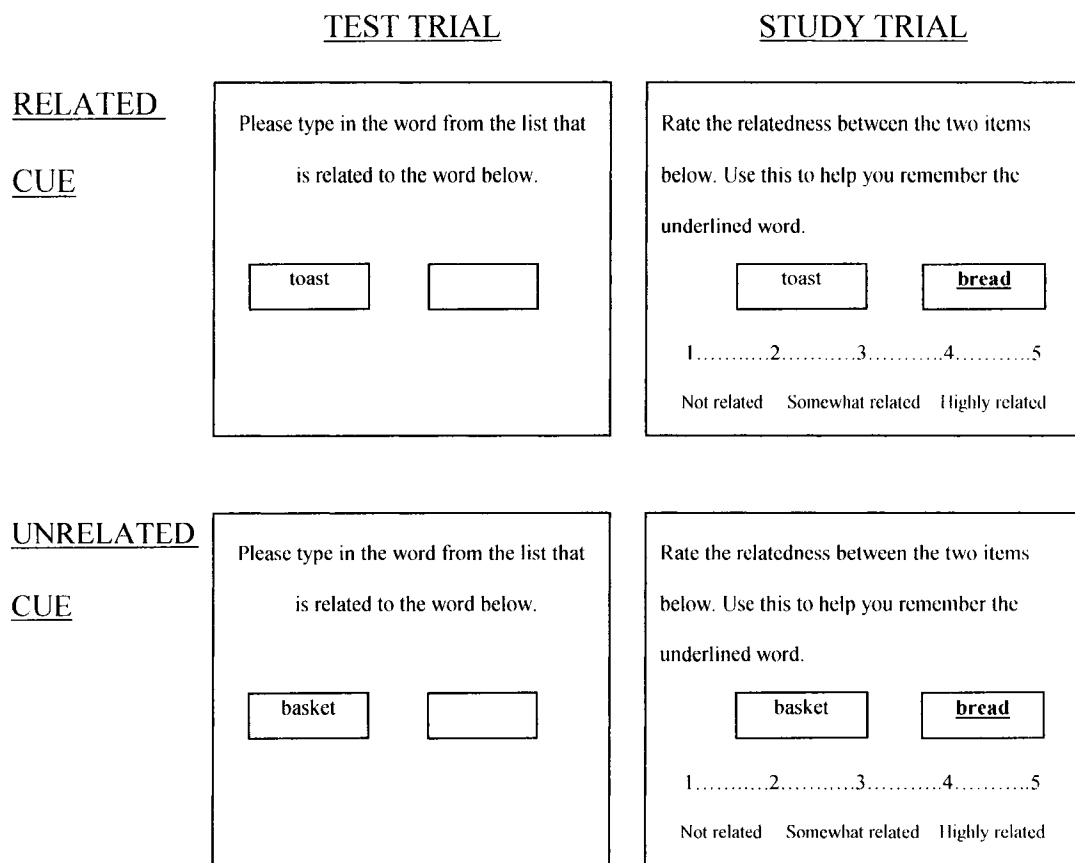 TEST TRIAL
STUDY TRIAL
RELATED
CUE
Please type in the word from the list that
is related to the word below.
toast
Rate the relatedness between the two items
below. Use this to help you remember the
underlined word.
toast
bread
1...........2...........3............4...........5
Not related Somewhat related Highly related
UNRELATED
CUE
Please type in the word from the list that
is related to the word below.
basket
Rate the relatedness between the two items
below. Use this to help you remember the
underlined word.
basket
bread
1...........2...........3............4...........5
Not related Somewhat related Highly related